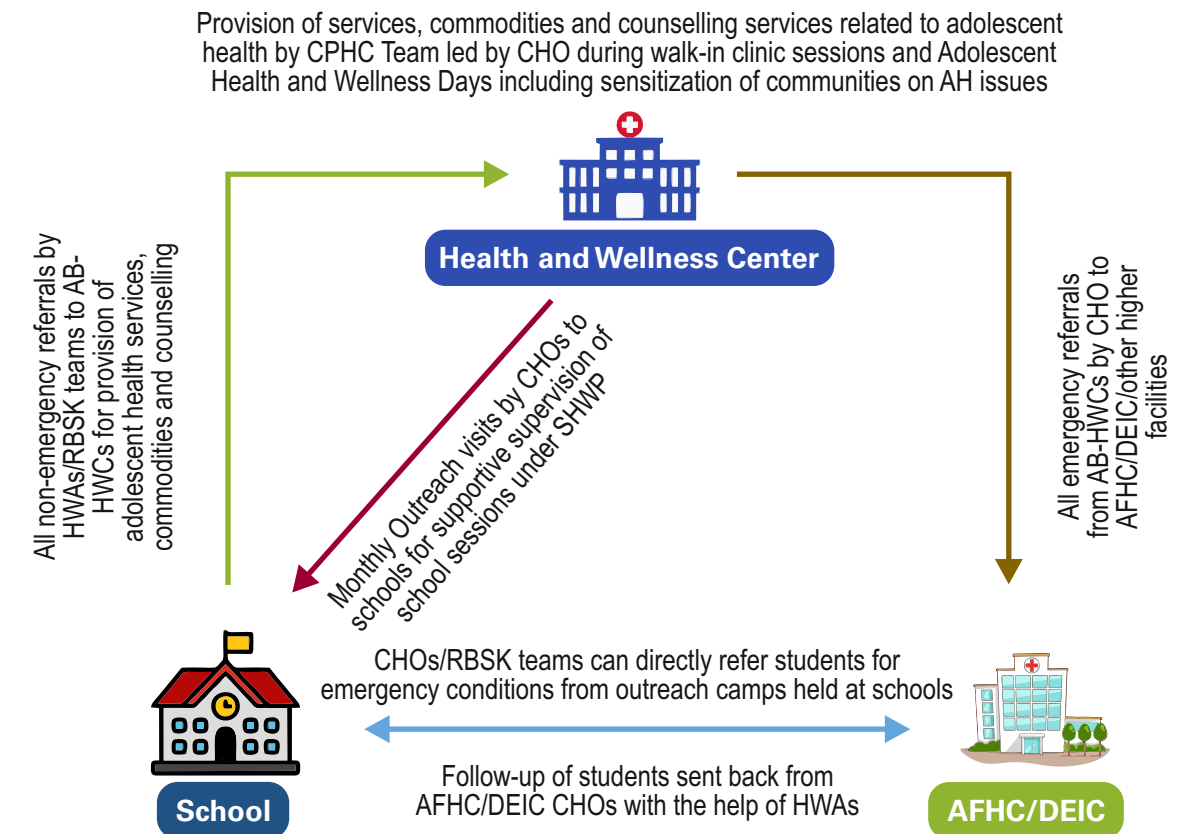 Provision of services, commodities and counselling services related to adolescent
health by CPHC Team led by CHO during walk-in clinic sessions and Adolescent
Health and Wellness Days including sensitization of communities on AH issues
Health and Wellness Center
All non-emergency referrals by
HWAs/RBSK teams to AB-
HWCs for provision of
adolescent health services,
commodities and counselling
Monthly Outreach visits by CHOs to
schools for supportive supervision of
school sessions under SHWP
All emergency referrals
from AB-HWCs by CHO to
AFHC/DEIC/other higher
facilities
CHOs/RBSK teams can directly refer students for
emergency conditions from outreach camps held at schools
Follow-up of students sent back from
AFHC/DEIC CHOs with the help of HWAs
School
AFHC/DEIC